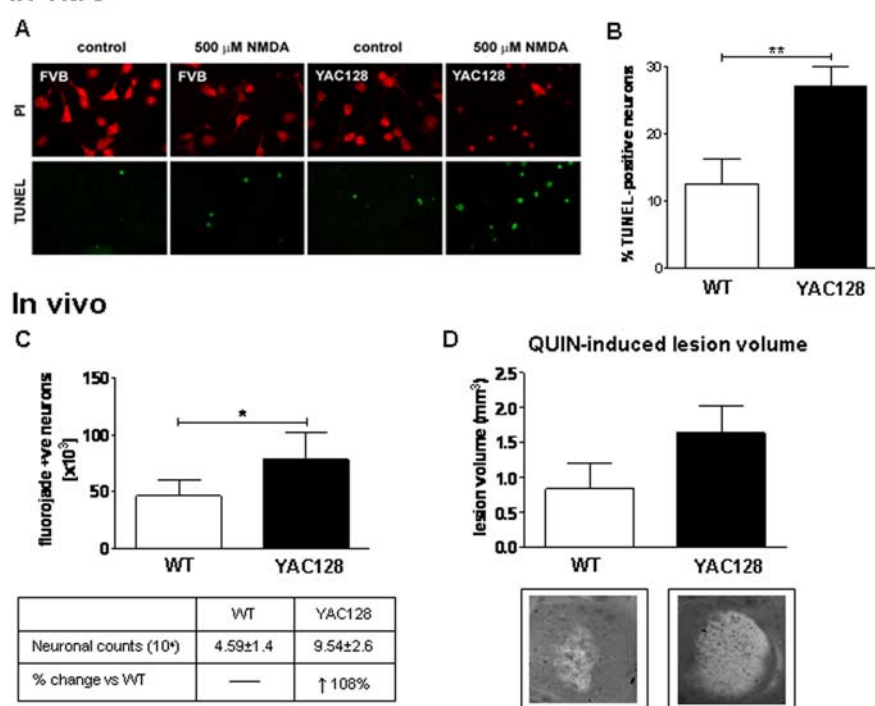 A
control 500 μM NMDA control 500 μM NMDA
FVB FVB YAC128 YAC128
PI
TUNEL
B
**
% TUNEL-positive neurons
30
20
10
0
WT YAC128
In vivo
C
*
fluorojade +ve neurons
[x10³]
150
100
50
0
WT YAC128
WT YAC128
Neuronal counts (10⁴) 4.59±1.4 9.54±2.6
% change vs WT — ↑ 108%
D
QUIN-induced lesion volume
lesion volume (mm³)
2.5
2.0
1.5
1.0
0.5
0.0
WT YAC128